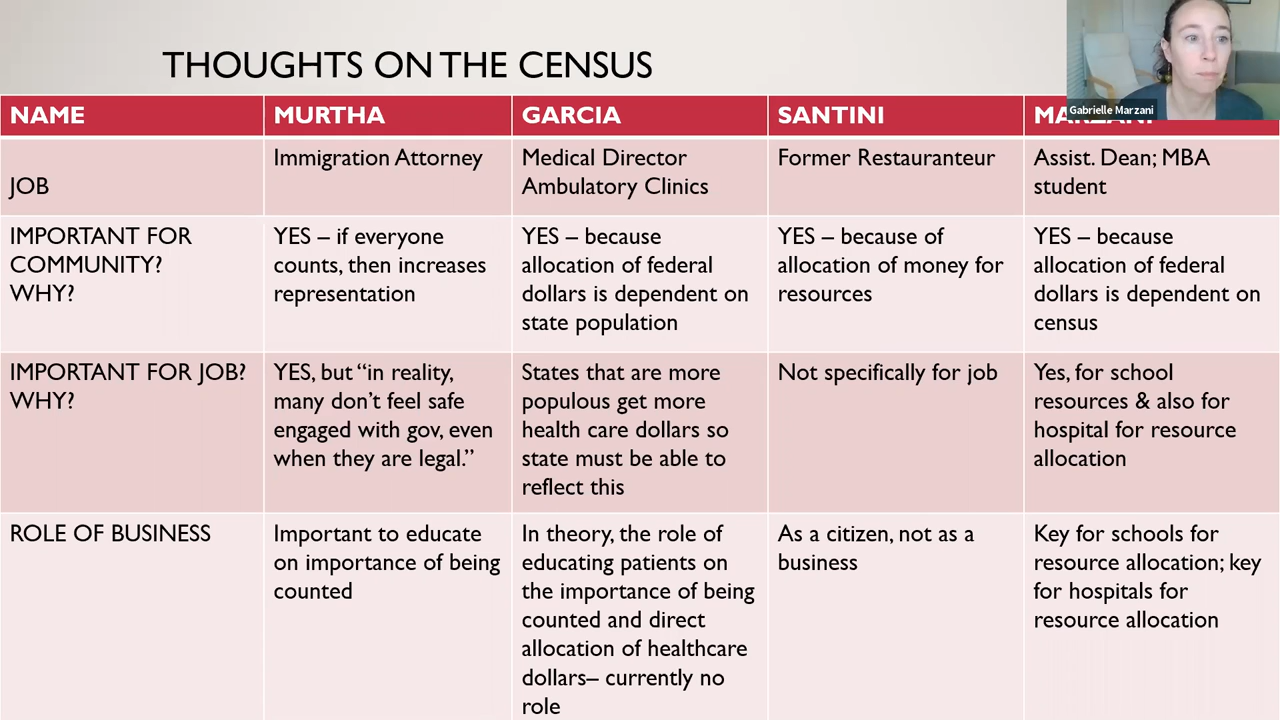 THOUGHTS ON THE CENSUS
Gabrielle Marzani
NAME
MURTHA
GARCIA
SANTINI
MARZANI
JOB
Immigration Attorney
Medical Director
Ambulatory Clinics
Former Restauranteur
Assist. Dean; MBA
student
IMPORTANT FOR
COMMUNITY?
WHY?
YES – if everyone
counts, then increases
representation
YES – because
allocation of federal
dollars is dependent on
state population
YES – because of
allocation of money for
resources
YES – because
allocation of federal
dollars is dependent on
census
IMPORTANT FOR JOB?
WHY?
YES, but “in reality,
many don’t feel safe
engaged with gov, even
when they are legal.”
States that are more
populous get more
health care dollars so
state must be able to
reflect this
Not specifically for job
Yes, for school
resources & also for
hospital for resource
allocation
ROLE OF BUSINESS
Important to educate
on importance of being
counted
In theory, the role of
educating patients on
the importance of being
counted and direct
allocation of healthcare
dollars– currently no
role
As a citizen, not as a
business
Key for schools for
resource allocation; key
for hospitals for
resource allocation